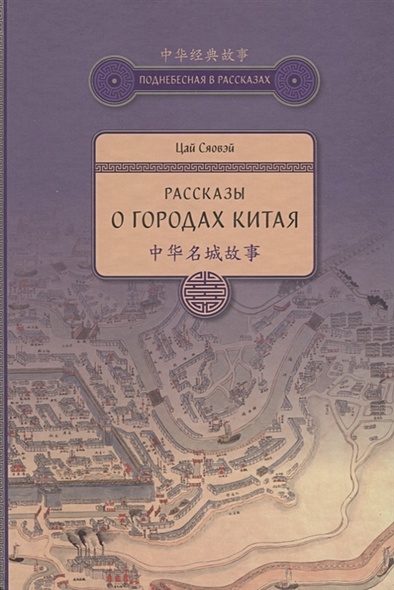 中华经典故事
ПОДНЕБЕСНАЯ В РАССКАЗАХ
Цай Сяовэй
РАССКАЗЫ
О ГОРОДАХ КИТАЯ
中华名城故事